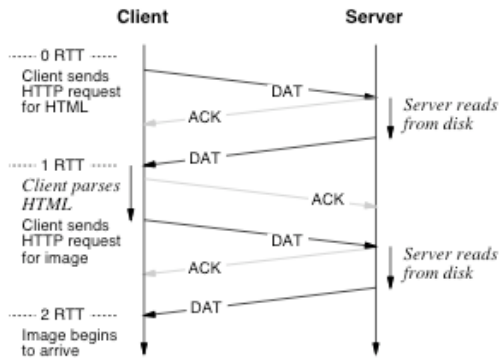 Client
Server
0 RTT
Client sends
HTTP request
for HTML
DAT
ACK
Server reads
from disk
DAT
1 RTT
Client parses
HTML
ACK
Client sends
HTTP request
for image
DAT
ACK
Server reads
from disk
DAT
2 RTT
Image begins
to arrive